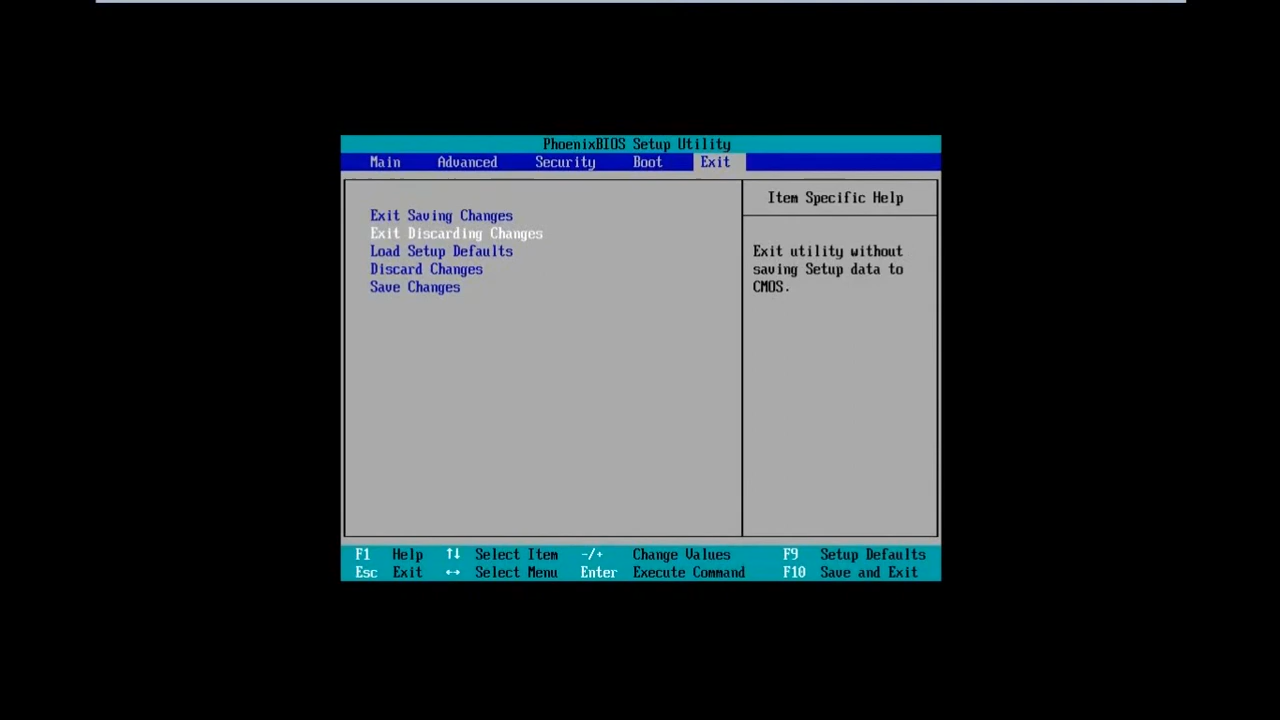 PhoenixBIOS Setup Utility
Main Advanced Security Boot Exit
Item Specific Help
Exit Saving Changes
Exit Discarding Changes
Load Setup Defaults
Discard Changes
Save Changes
Exit utility without
saving Setup data to
CMOS.
F1 Help ↑↓ Select Item -/+ Change Values F9 Setup Defaults
Esc Exit ↔ Select Menu Enter Execute Command F10 Save and Exit